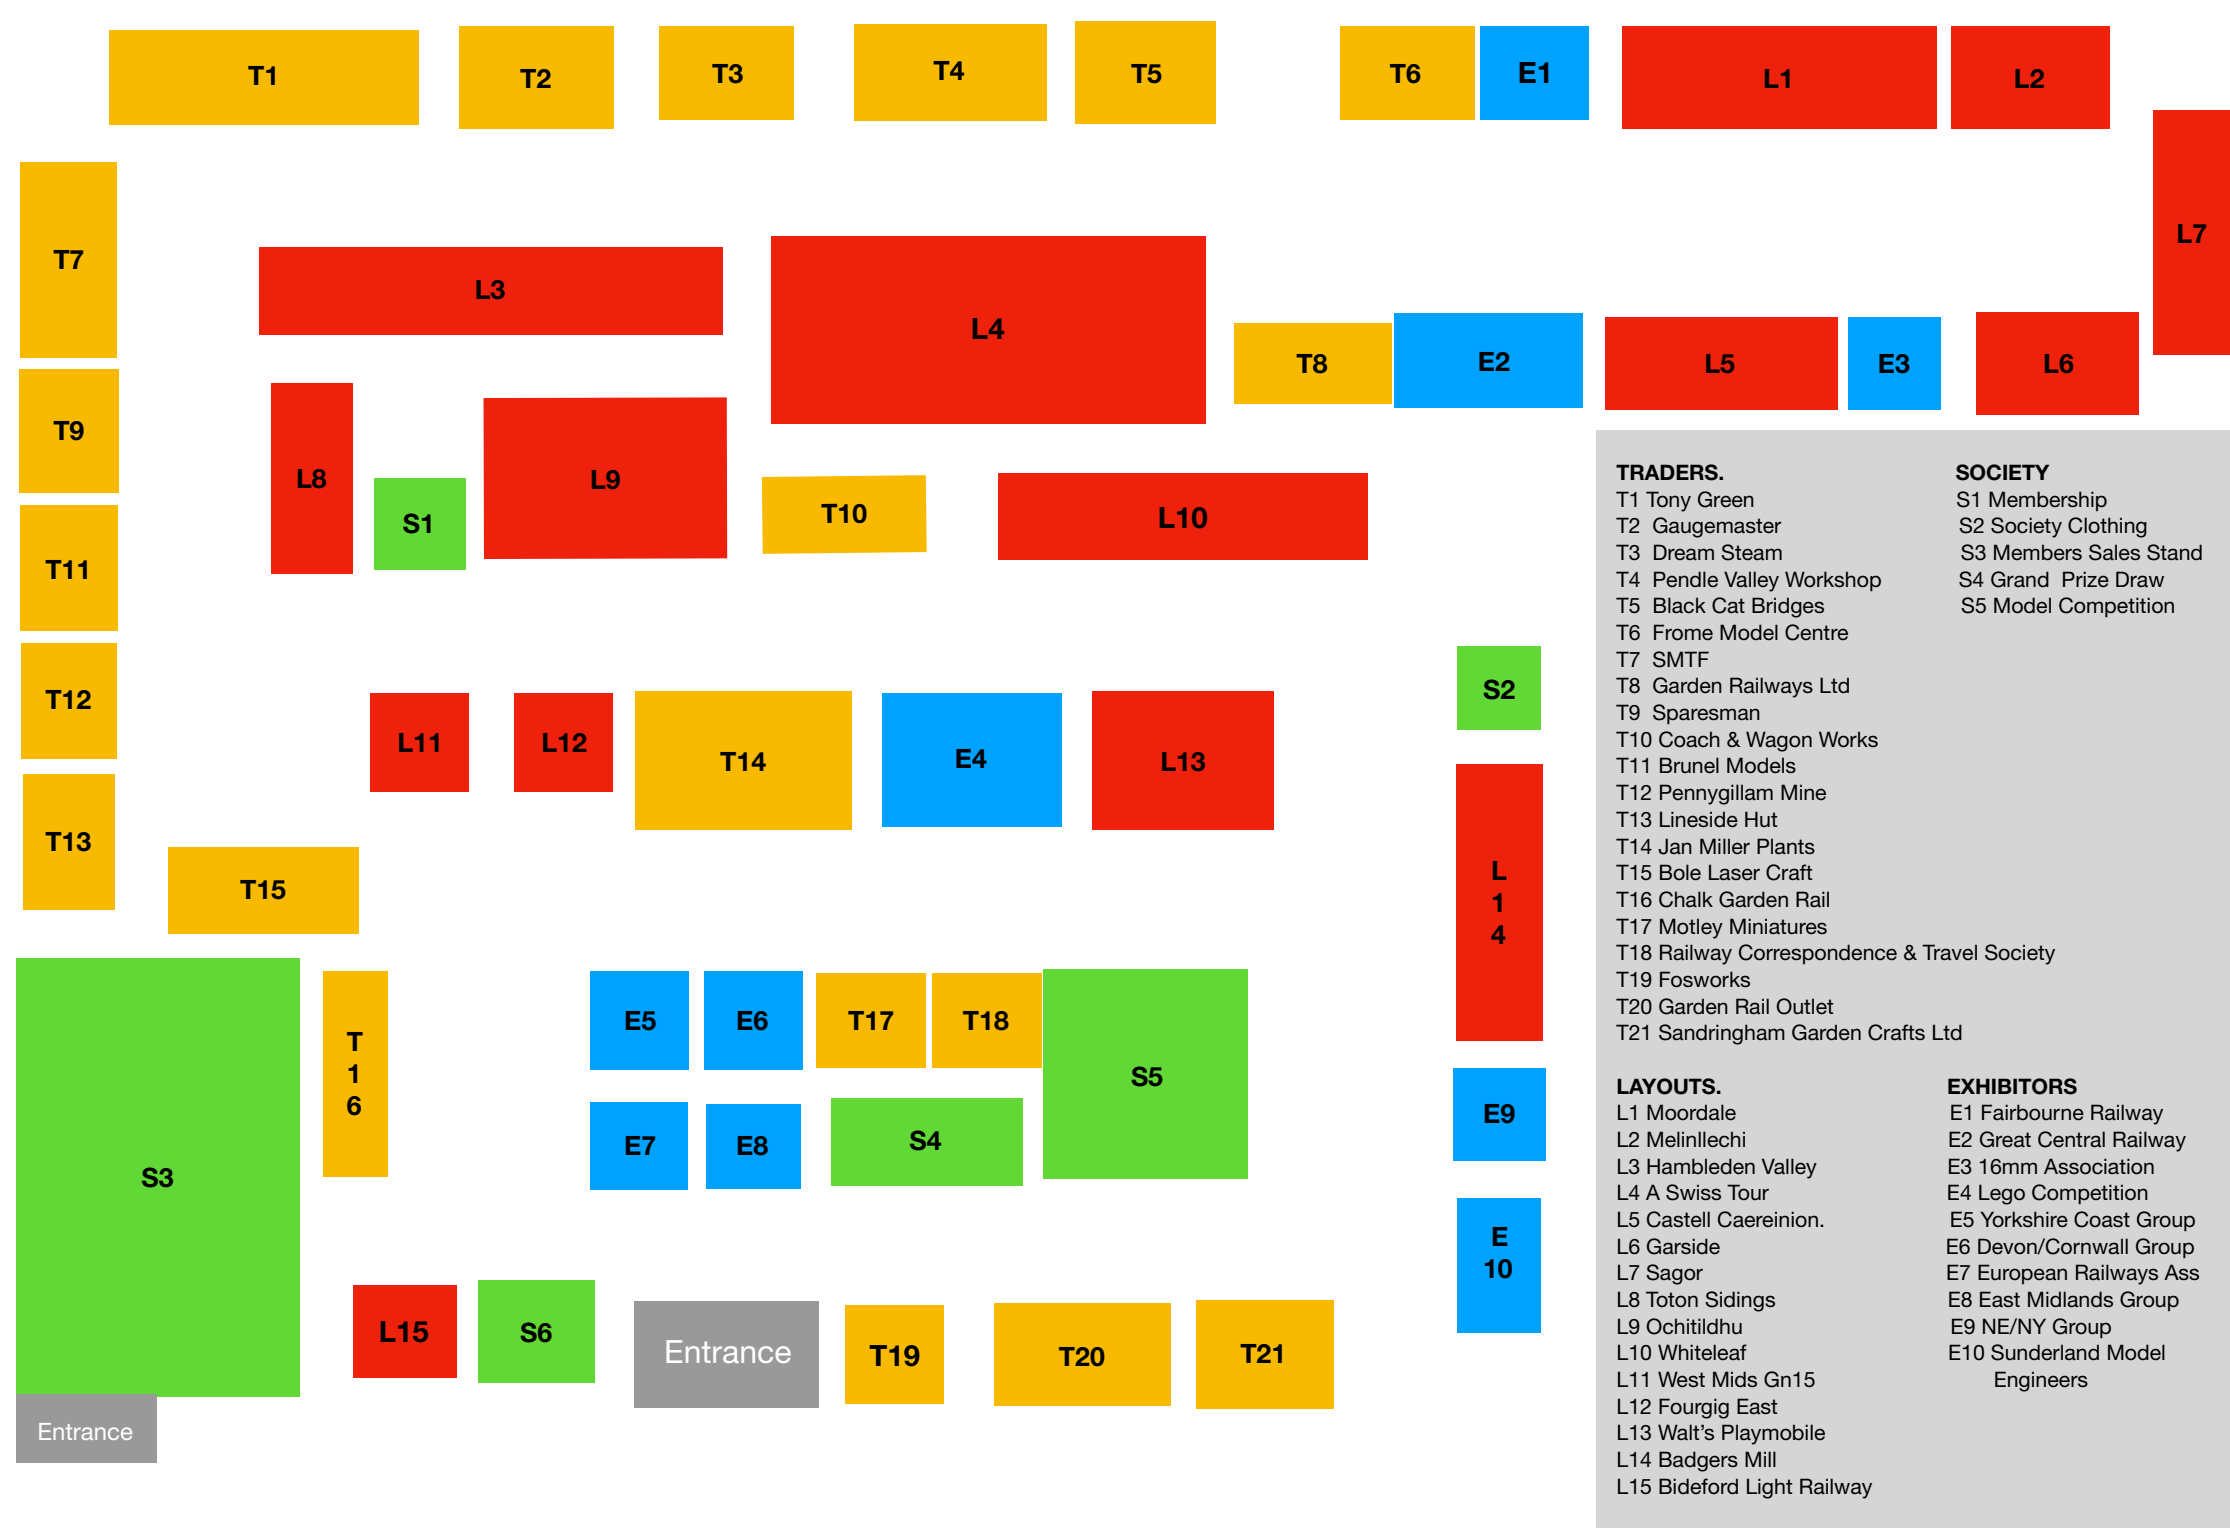 T1
T2
T3
T4
T5
T6
E1
L1
L2
L7
T7
L3
L4
T8
E2
L5
E3
L6
T9
L8
S1
L9
T10
L10
T11
T12
L11
L12
T14
E4
L13
S2
T13
T15
L
1
4
T
1
6
E5
E6
T17
T18
S5
E7
E8
S4
E9
S3
E
10
L15
S6
Entrance
T19
T20
T21
Entrance
TRADERS.
T1 Tony Green
T2 Gaugemaster
T3 Dream Steam
T4 Pendle Valley Workshop
T5 Black Cat Bridges
T6 Frome Model Centre
T7 SMTF
T8 Garden Railways Ltd
T9 Sparesman
T10 Coach & Wagon Works
T11 Brunel Models
T12 Pennygillam Mine
T13 Lineside Hut
T14 Jan Miller Plants
T15 Bole Laser Craft
T16 Chalk Garden Rail
T17 Motley Miniatures
T18 Railway Correspondence & Travel Society
T19 Fosworks
T20 Garden Rail Outlet
T21 Sandringham Garden Crafts Ltd
SOCIETY
S1 Membership
S2 Society Clothing
S3 Members Sales Stand
S4 Grand Prize Draw
S5 Model Competition
LAYOUTS.
L1 Moordale
L2 Melinllechi
L3 Hambleden Valley
L4 A Swiss Tour
L5 Castell Caereinion.
L6 Garside
L7 Sagor
L8 Toton Sidings
L9 Ochitildhu
L10 Whiteleaf
L11 West Mids Gn15
L12 Fourgig East
L13 Walt's Playmobile
L14 Badgers Mill
L15 Bideford Light Railway
EXHIBITORS
E1 Fairbourne Railway
E2 Great Central Railway
E3 16mm Association
E4 Lego Competition
E5 Yorkshire Coast Group
E6 Devon/Cornwall Group
E7 European Railways Ass
E8 East Midlands Group
E9 NE/NY Group
E10 Sunderland Model
Engineers